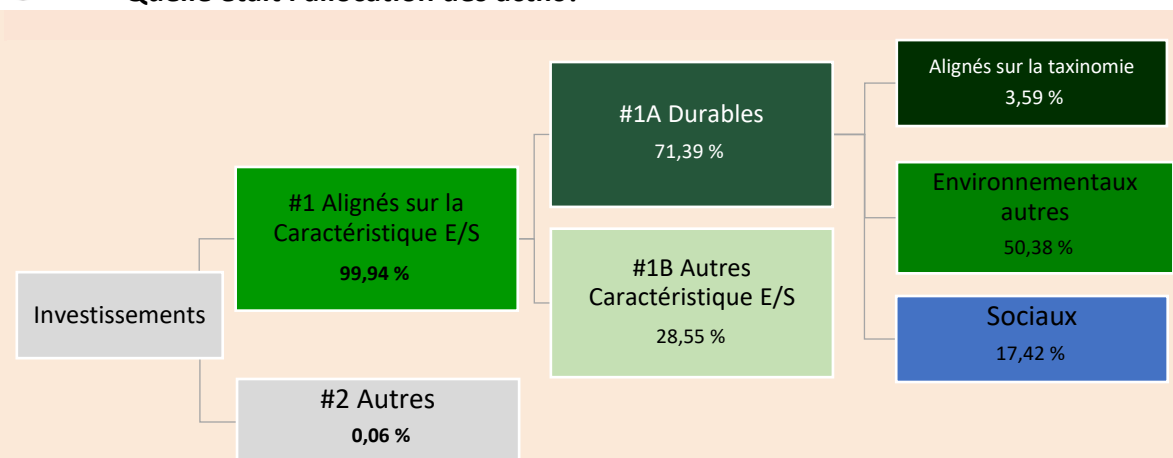 Investissements
#1 Alignés sur la
Caractéristique E/S
99,94 %
#2 Autres
0,06 %
#1A Durables
71,39 %
#1B Autres
Caractéristique E/S
28,55 %
Alignés sur la taxinomie
3,59 %
Environnementaux
autres
50,38 %
Sociaux
17,42 %